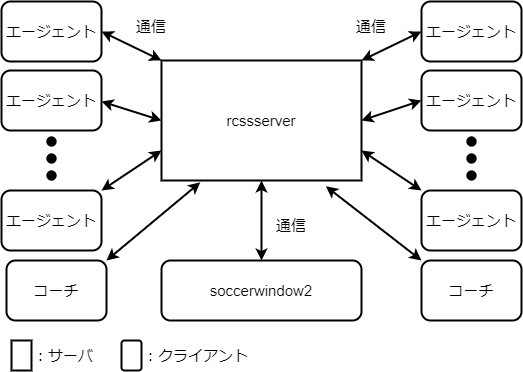 エージェント
通信
通信
エージェント
エージェント
rcssserver
エージェント
エージェント
通信
エージェント
コーチ
soccerwindow2
コーチ
：サーバ
：クライアント